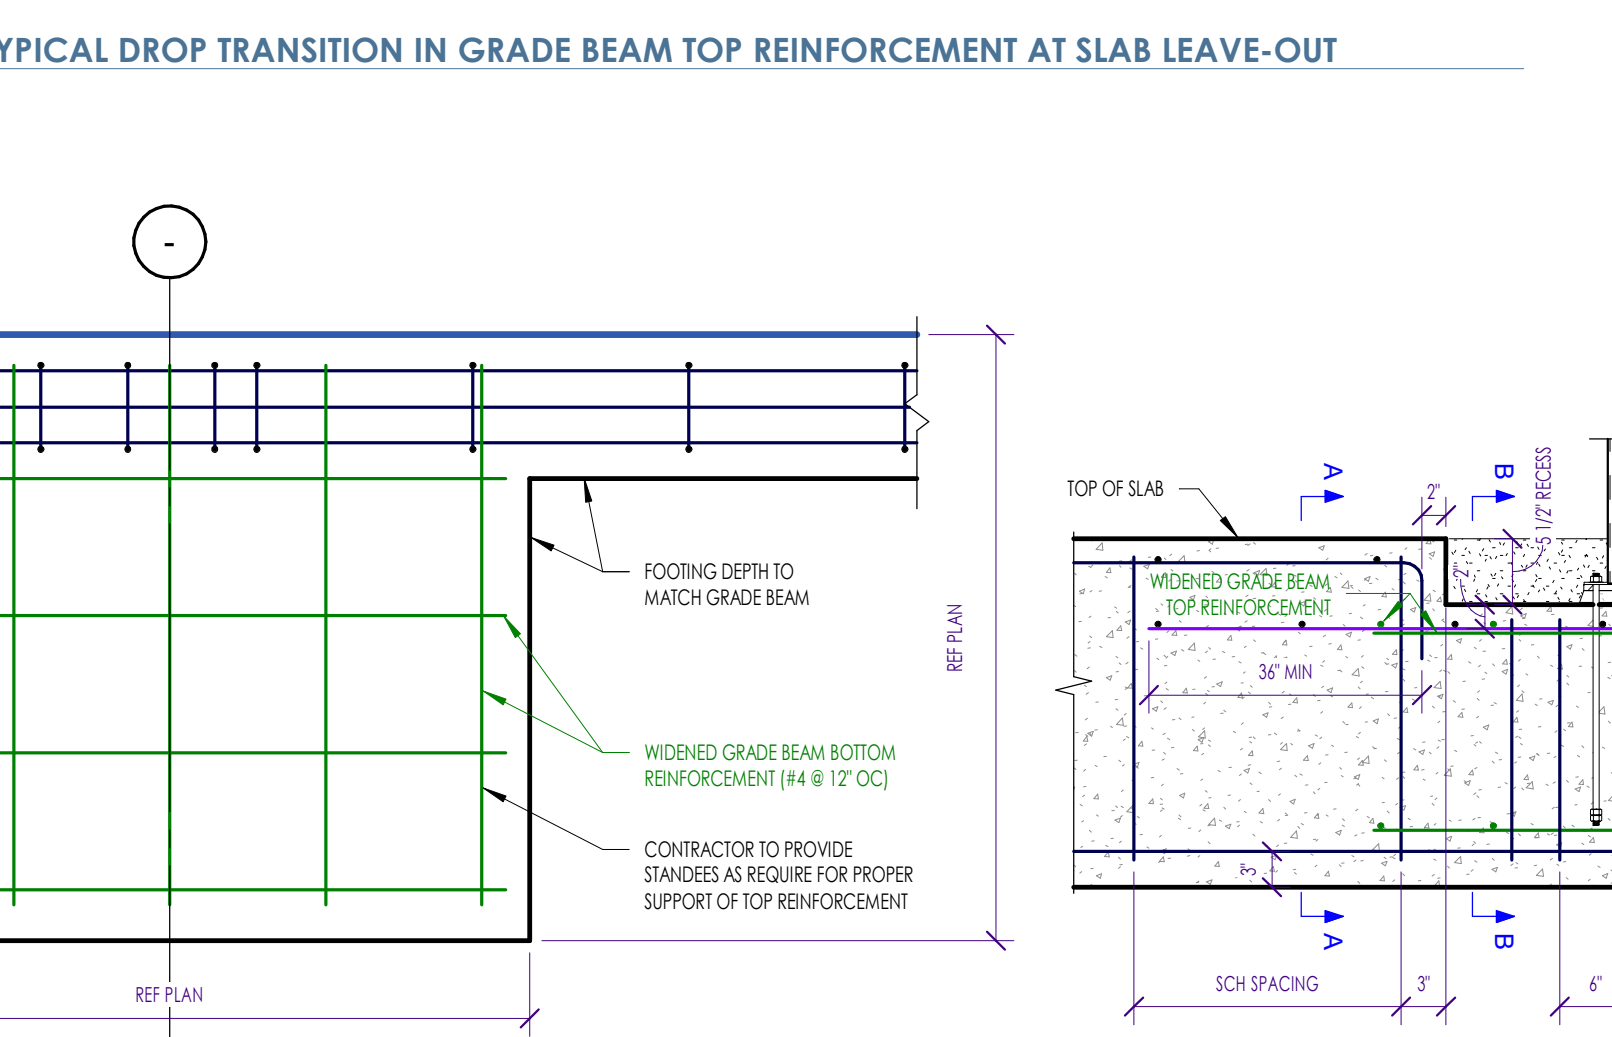 YPICAL DROP TRANSITION IN GRADE BEAM TOP REINFORCEMENT AT SLAB LEAVE-OUT
-
FOOTING DEPTH TO
MATCH GRADE BEAM
REF PLAN
WIDENED GRADE BEAM BOTTOM
REINFORCEMENT (#4 @ 12" OC)
CONTRACTOR TO PROVIDE
STANDEES AS REQUIRE FOR PROPER
SUPPORT OF TOP REINFORCEMENT
REF PLAN
TOP OF SLAB
A
2"
B
5 1/2" RECESS
2"
WIDENED GRADE BEAM
TOP REINFORCEMENT
36" MIN
3"
A
B
SCH SPACING
3"
6"